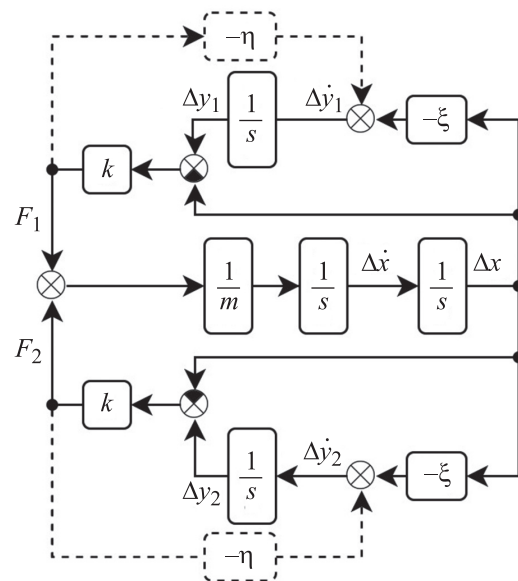 –η
Δy₁
1/s
Δẏ₁
–ξ
k
F₁
1/m
1/s
Δẋ
1/s
Δx
F₂
k
Δy₂
1/s
Δẏ₂
–ξ
–η